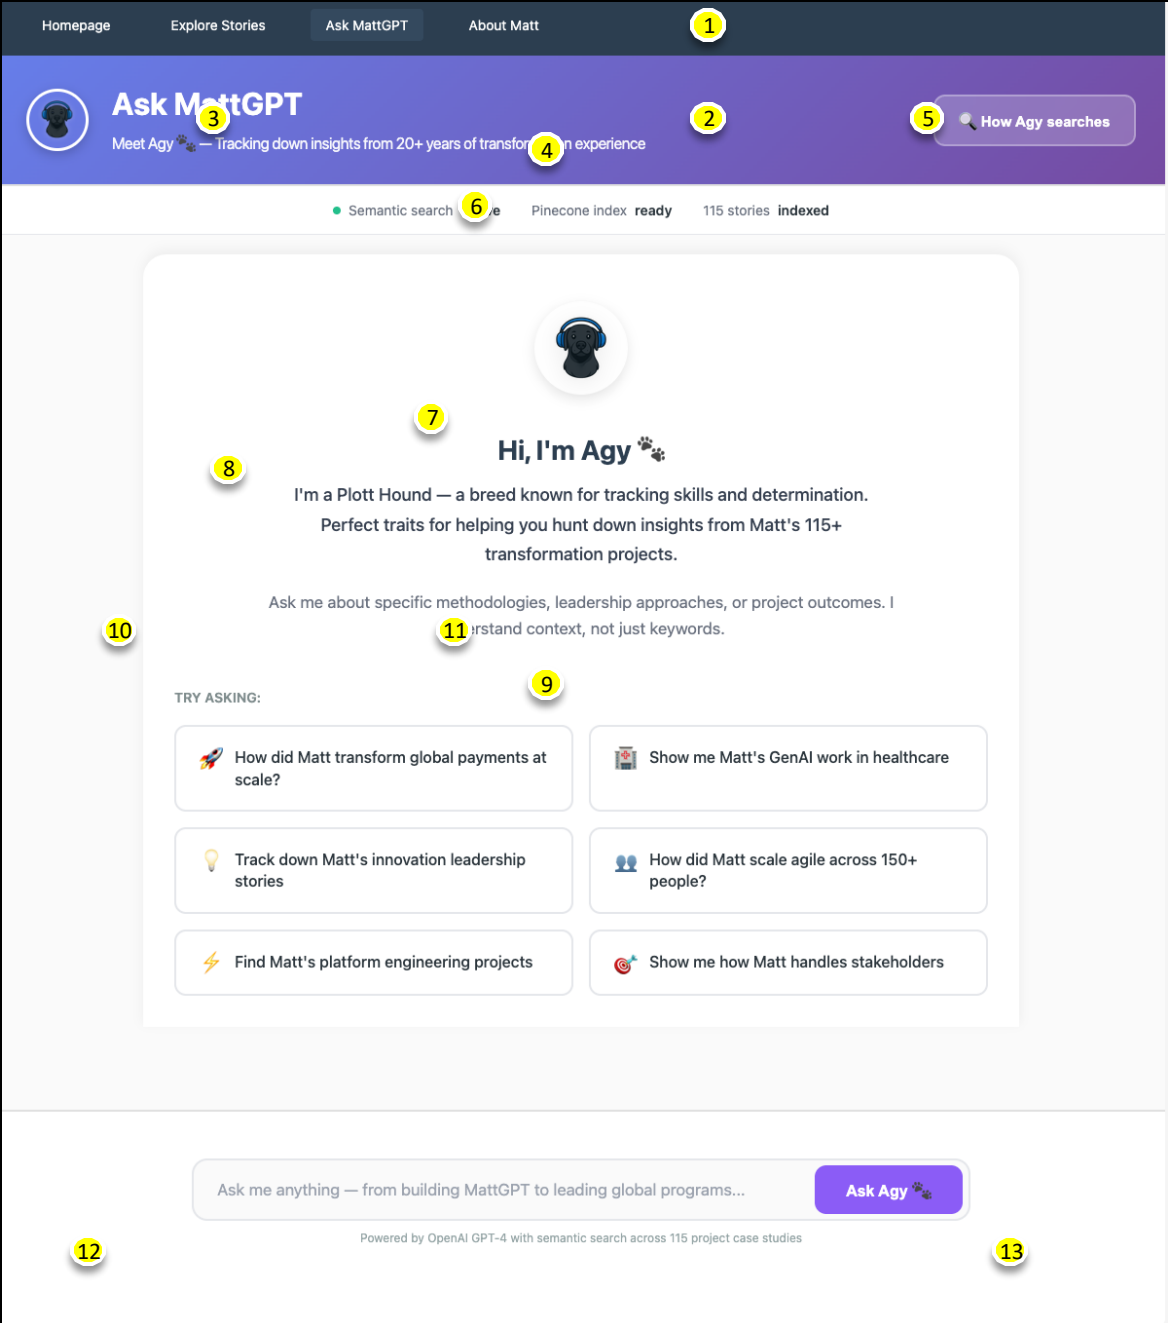 Homepage Explore Stories Ask MattGPT About Matt 1
Ask MattGPT
3 2 5 How Agy searches
Meet Agy 🐾 — Tracking down insights from 20+ years of experience
4
Semantic search 6 Pinecone index ready 115 stories indexed
7
Hi, I'm Agy 🐾
8
I'm a Plott Hound — a breed known for tracking skills and determination.
Perfect traits for helping you hunt down insights from Matt's 115+
transformation projects.
Ask me about specific methodologies, leadership approaches, or project outcomes. I
10 11 context, not just keywords.
9
TRY ASKING:
How did Matt transform global payments at
scale?
Show me Matt's GenAI work in healthcare
Track down Matt's innovation leadership
stories
How did Matt scale agile across 150+
people?
Find Matt's platform engineering projects
Show me how Matt handles stakeholders
Ask me anything — from building MattGPT to leading global programs...
Ask Agy 🐾
Powered by OpenAI GPT-4 with semantic search across 115 project case studies
12 13